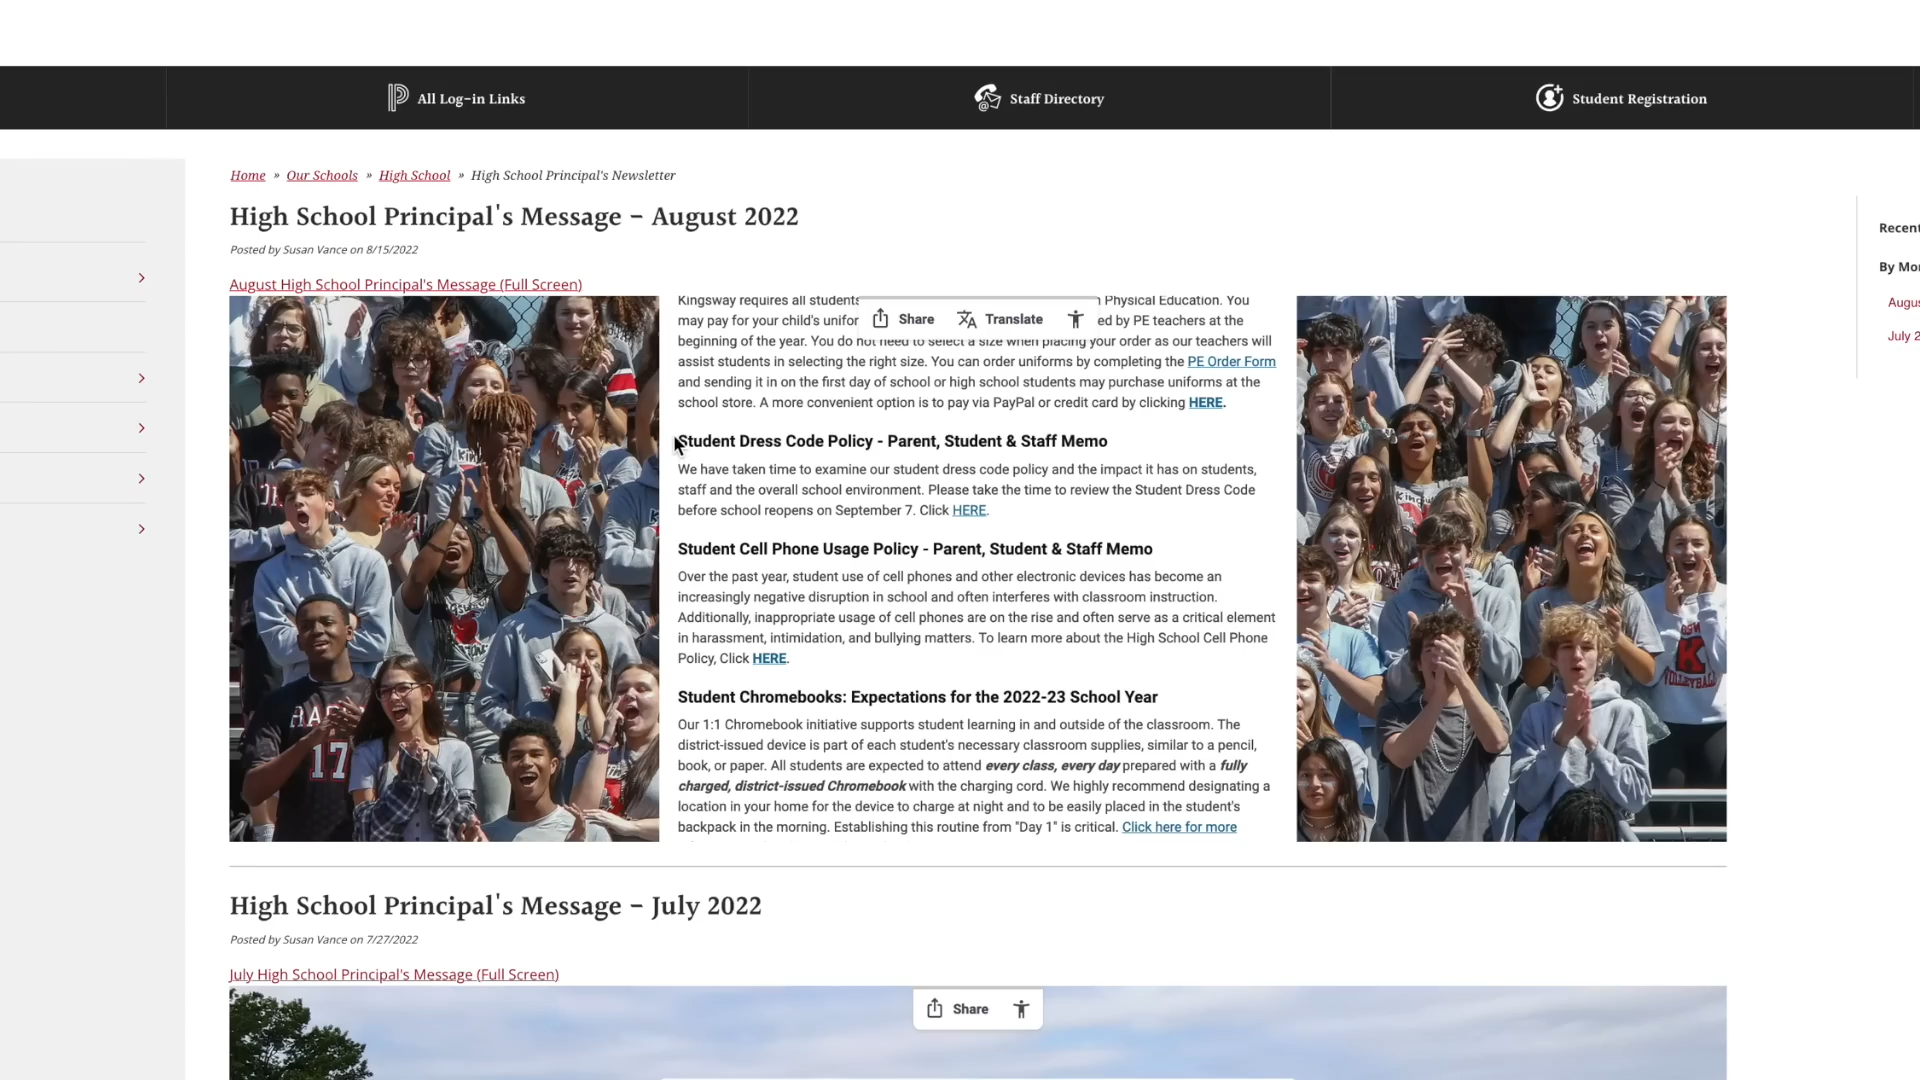 All Log-in Links
Staff Directory
Student Registration
Home » Our Schools » High School » High School Principal's Newsletter
High School Principal's Message – August 2022
Posted by Susan Vance on 8/15/2022
August High School Principal's Message (Full Screen)
Kingsway requires all students Physical Education. You
may pay for your child's unifor ed by PE teachers at the
beginning of the year. You do not need to select a size when placing your order as our teachers will
assist students in selecting the right size. You can order uniforms by completing the PE Order Form
and sending it in on the first day of school or high school students may purchase uniforms at the
school store. A more convenient option is to pay via PayPal or credit card by clicking HERE.
Share Translate
Student Dress Code Policy - Parent, Student & Staff Memo
We have taken time to examine our student dress code policy and the impact it has on students,
staff and the overall school environment. Please take the time to review the Student Dress Code
before school reopens on September 7. Click HERE.
Student Cell Phone Usage Policy - Parent, Student & Staff Memo
Over the past year, student use of cell phones and other electronic devices has become an
increasingly negative disruption in school and often interferes with classroom instruction.
Additionally, inappropriate usage of cell phones are on the rise and often serve as a critical element
in harassment, intimidation, and bullying matters. To learn more about the High School Cell Phone
Policy, Click HERE.
Student Chromebooks: Expectations for the 2022-23 School Year
Our 1:1 Chromebook initiative supports student learning in and outside of the classroom. The
district-issued device is part of each student's necessary classroom supplies, similar to a pencil,
book, or paper. All students are expected to attend every class, every day prepared with a fully
charged, district-issued Chromebook with the charging cord. We highly recommend designating a
location in your home for the device to charge at night and to be easily placed in the student's
backpack in the morning. Establishing this routine from "Day 1" is critical. Click here for more
17
K
VOLLEYBALL
High School Principal's Message – July 2022
Posted by Susan Vance on 7/27/2022
July High School Principal's Message (Full Screen)
Share
Recent
By Mo
Augus
July 2